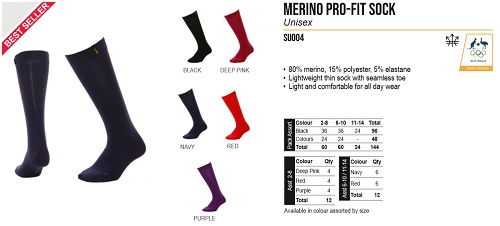 BEST SELLER
MERINO PRO-FIT SOCK
Unisex
SU004
AUSTRALIA
• 80% merino, 15% polyester, 5% elastane
• Lightweight thin sock with seamless toe
• Light and comfortable for all day wear
BLACK
DEEP PINK
NAVY
RED
PURPLE
Pack Assort.
Colour 2-8 6-10 11-14 Total
Black 36 36 24 96
Colours 24 24 - 48
Total 60 60 24 144
Asst 2-8
Colour Qty
Deep Pink 4
Red 4
Purple 4
Total 12
Asst 6-10 / 11-14
Colour Qty
Navy 6
Red 6
Total 12
Available in colour assorted by size